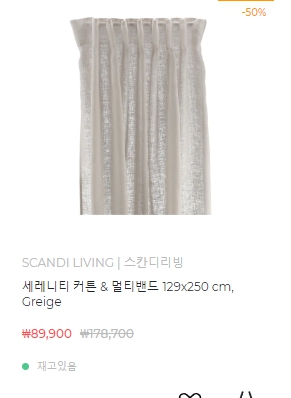 -50%
SCANDI LIVING | 스칸디리빙
세레니티 커튼 & 멀티밴드 129x250 cm,
Greige
₩89,900 ₩178,700
재고있음